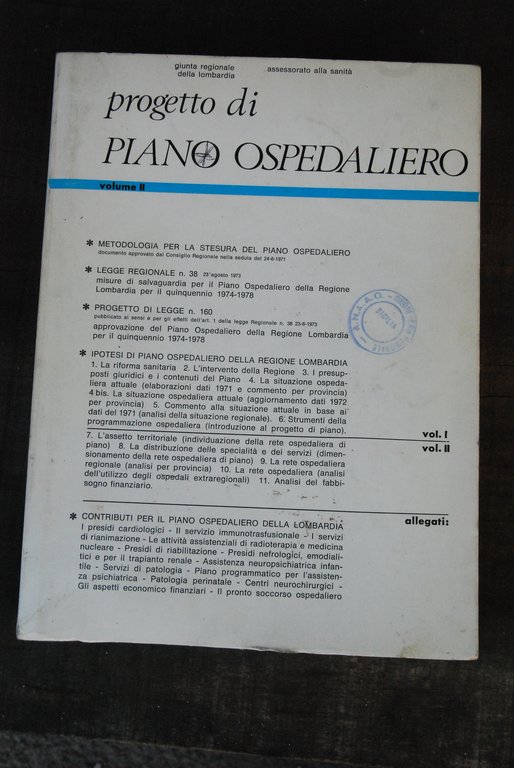 giunta regionale
della lombardia
assessorato alla sanità
progetto di
PIANO OSPEDALIERO
volume II
* METODOLOGIA PER LA STESURA DEL PIANO OSPEDALIERO
documento approvato dal Consiglio Regionale nella seduta del 24-6-1971
* LEGGE REGIONALE n. 38 23 agosto 1973
misure di salvaguardia per il Piano Ospedaliero della Regione
Lombardia per il quinquennio 1974-1978
* PROGETTO DI LEGGE n. 160
pubblicato ai sensi e per gli effetti dell'art. 1 della legge Regionale n. 38 23-8-1973
approvazione del Piano Ospedaliero della Regione Lombardia
per il quinquennio 1974-1978
A.N.A.A.O.
* IPOTESI DI PIANO OSPEDALIERO DELLA REGIONE LOMBARDIA
1. La riforma sanitaria 2. L'intervento della Regione 3. I presup-
posti giuridici e i contenuti del Piano 4. La situazione ospeda-
liera attuale (elaborazioni dati 1971 e commento per provincia)
4 bis. La situazione ospedaliera attuale (aggiornamento dati 1972
per provincia) 5. Commento alla situazione attuale in base ai
dati del 1971 (analisi della situazione regionale). 6. Strumenti della
programmazione ospedaliera (introduzione al progetto di piano).
vol. I
vol. II
7. L'assetto territoriale (individuazione della rete ospedaliera di
piano) 8. La distribuzione delle specialità e dei servizi (dimen-
sionamento della rete ospedaliera di piano) 9. La rete ospedaliera
regionale (analisi per provincia) 10. La rete ospedaliera (analisi
dell'utilizzo degli ospedali extraregionali) 11. Analisi del fabbi-
sogno finanziario.
allegati:
* CONTRIBUTI PER IL PIANO OSPEDALIERO DELLA LOMBARDIA
I presidi cardiologici - Il servizio immunotrasfusionale - I servizi
di rianimazione - Le attività assistenziali di radioterapia e medicina
nucleare - Presidi di riabilitazione - Presidi nefrologici, emodiali-
tici e per il trapianto renale - Assistenza neuropsichiatrica infan-
tile - Servizi di patologia - Piano programmatico per l'assisten-
za psichiatrica - Patologia perinatale - Centri neurochirurgici -
Gli aspetti economico finanziari - Il pronto soccorso ospedaliero